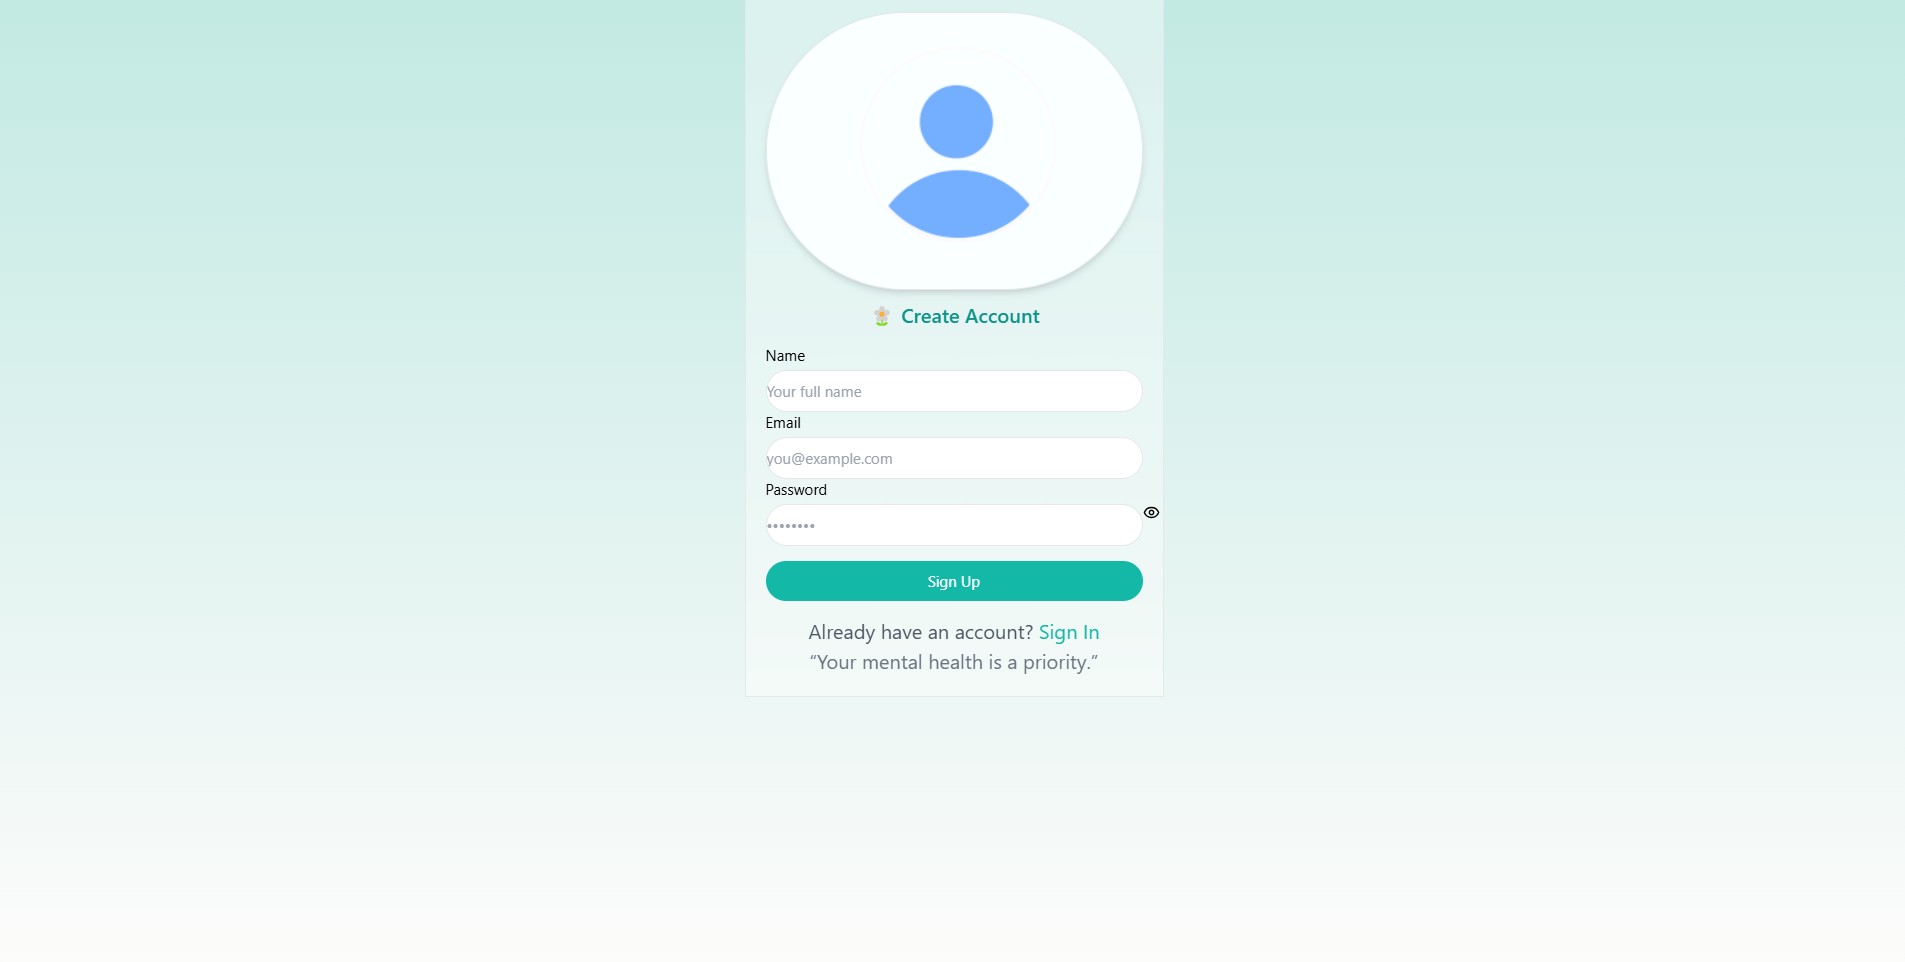 Create Account
Name
Your full name
Email
you@example.com
Password
••••••••
Sign Up
Already have an account? Sign In
“Your mental health is a priority.”